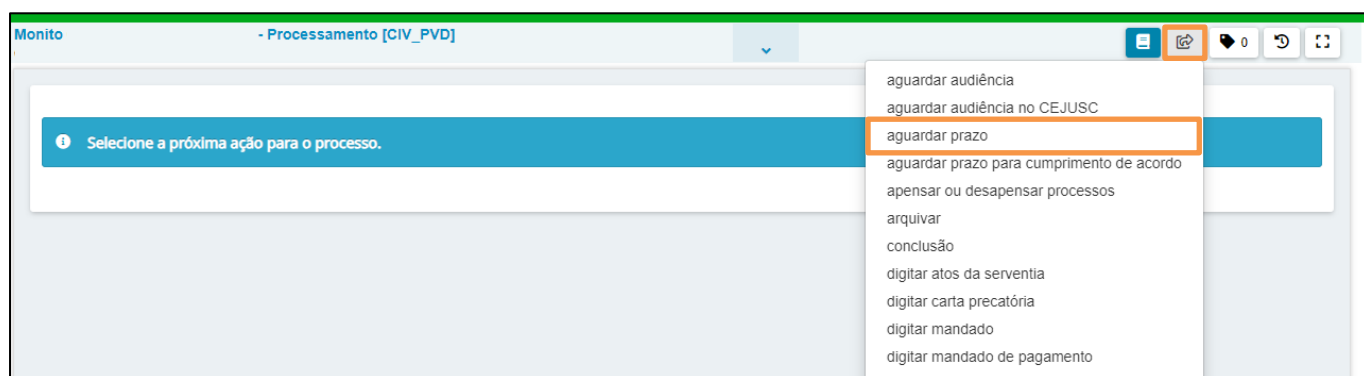 Monito - Processamento [CIV_PVD]
0
Selecione a próxima ação para o processo.
aguardar audiência
aguardar audiência no CEJUSC
aguardar prazo
aguardar prazo para cumprimento de acordo
apensar ou desapensar processos
arquivar
conclusão
digitar atos da serventia
digitar carta precatória
digitar mandado
digitar mandado de pagamento